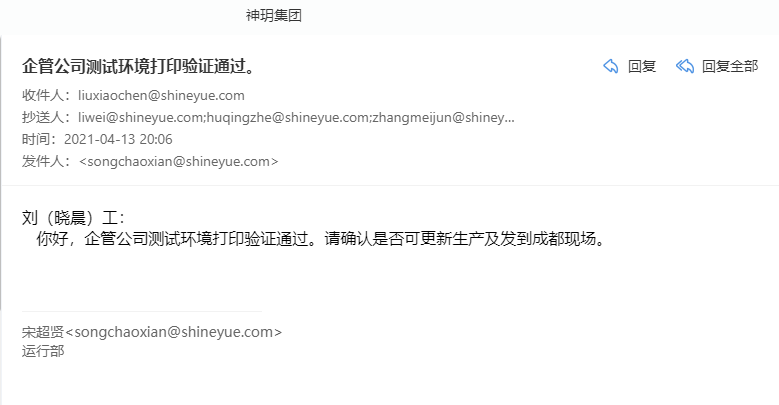 神玥集团
企管公司测试环境打印验证通过。
回复 回复全部
收件人：liuxiaochen@shineyue.com
抄送人：liwei@shineyue.com;huqingzhe@shineyue.com;zhangmeijun@shiney...
时间：2021-04-13 20:06
发件人：<songchaoxian@shineyue.com>
刘（晓晨）工：
你好，企管公司测试环境打印验证通过。请确认是否可更新生产及发到成都现场。
宋超贤<songchaoxian@shineyue.com>
运行部